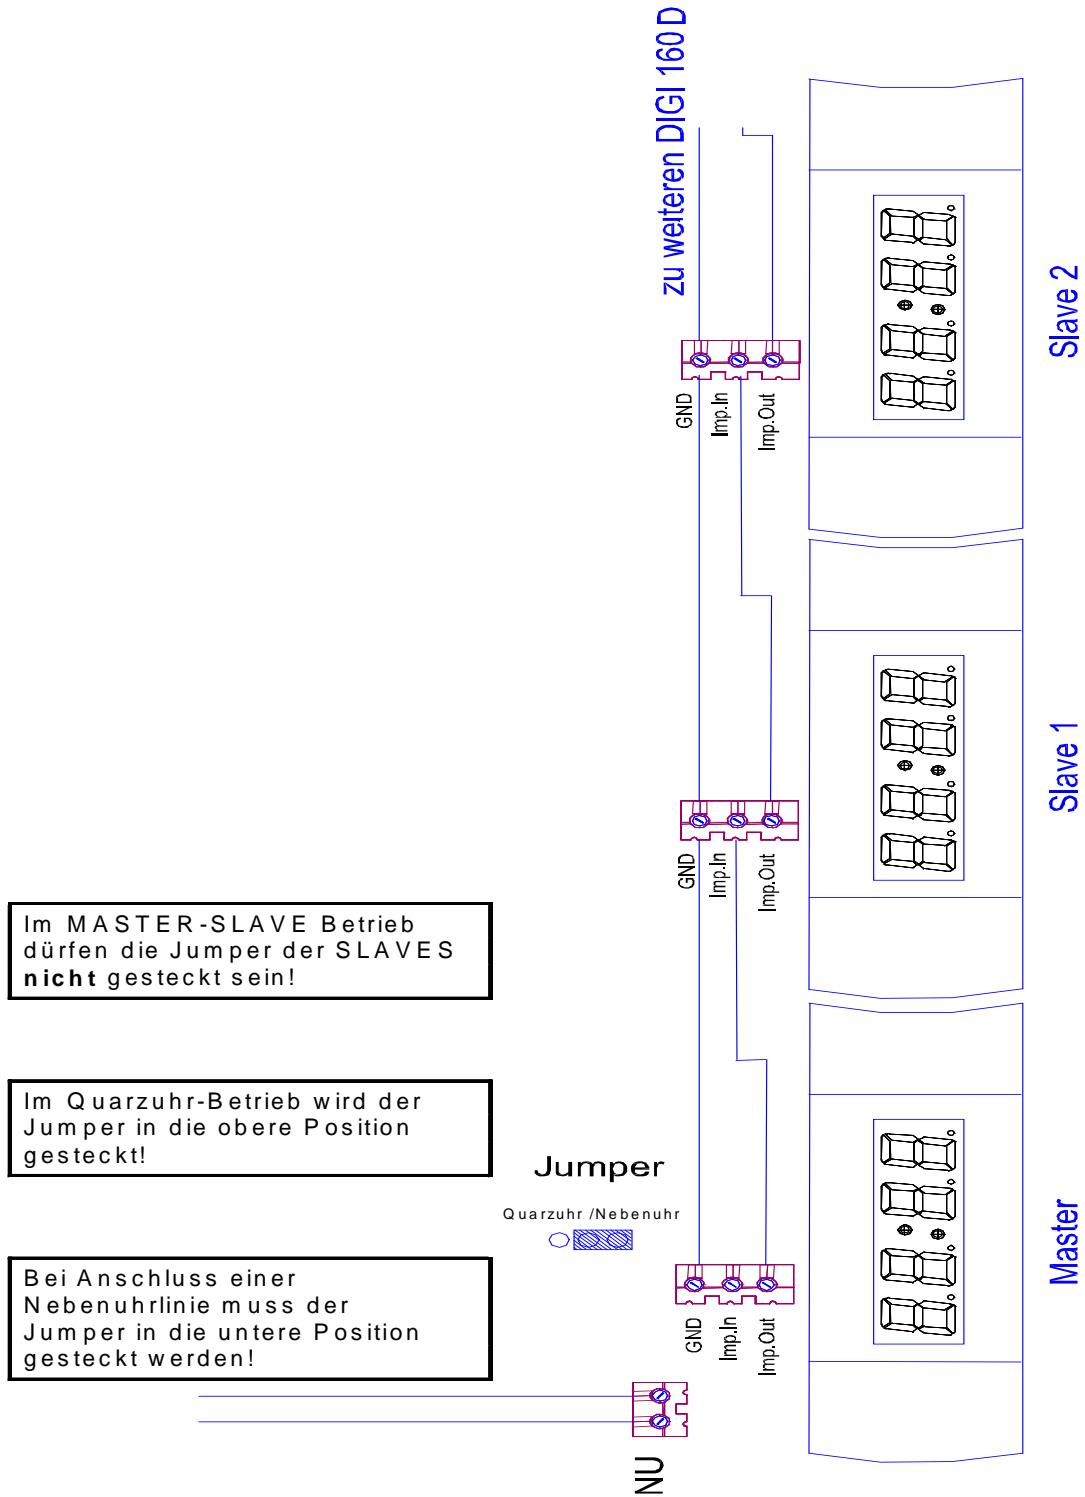 zu weiteren DIGI 160 D
Slave 2
GND
Imp.In
Imp.Out
Slave 1
GND
Imp.In
Imp.Out
Im MASTER-SLAVE Betrieb
dürfen die Jumper der SLAVES
nicht gesteckt sein!
Im Quarzuhr-Betrieb wird der
Jumper in die obere Position
gesteckt!
Jumper
Quarzuhr /Nebenuhr
Master
Bei Anschluss einer
Nebenuhrlinie muss der
Jumper in die untere Position
gesteckt werden!
GND
Imp.In
Imp.Out
NU